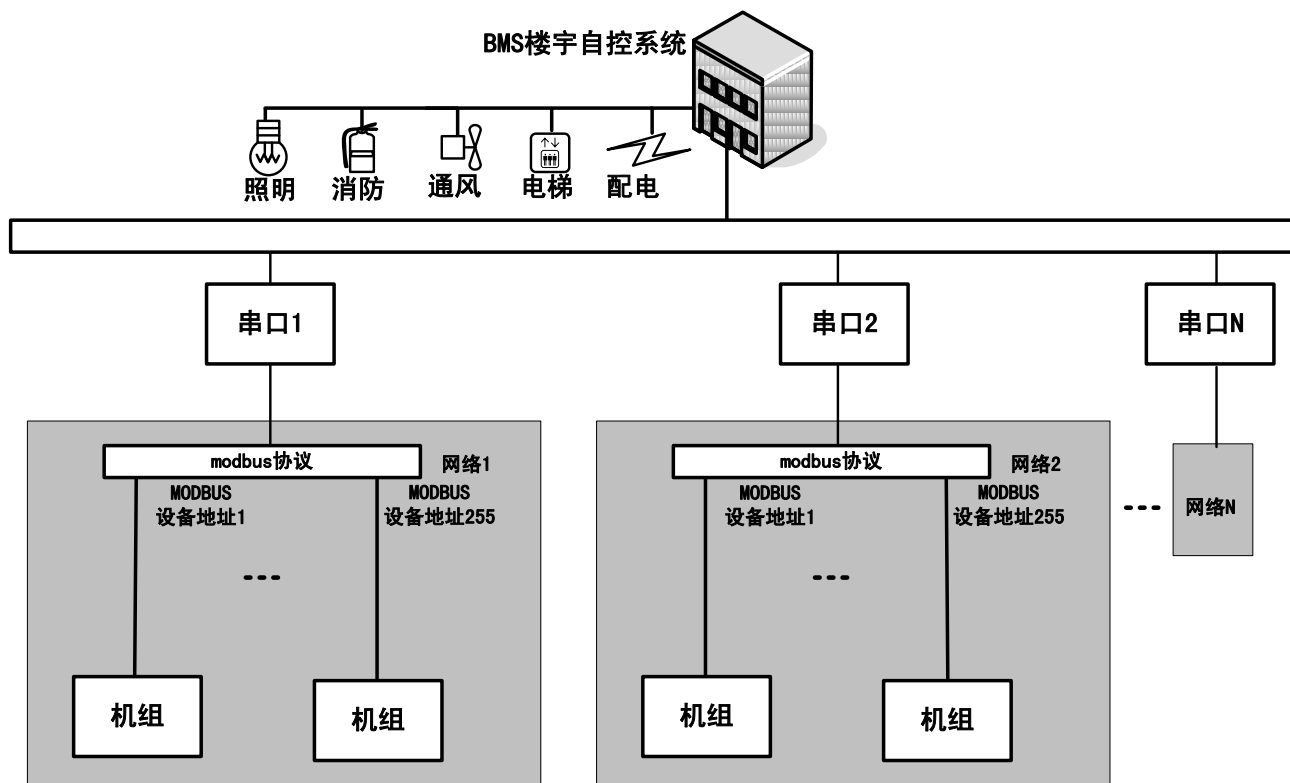 BMS楼宇自控系统
照明 消防 通风 电梯 配电
串口1 串口2 串口N
modbus协议 网络1
MODBUS
设备地址1
MODBUS
设备地址255
---
机组 机组
modbus协议 网络2
MODBUS
设备地址1
MODBUS
设备地址255
---
机组 机组
---
网络N